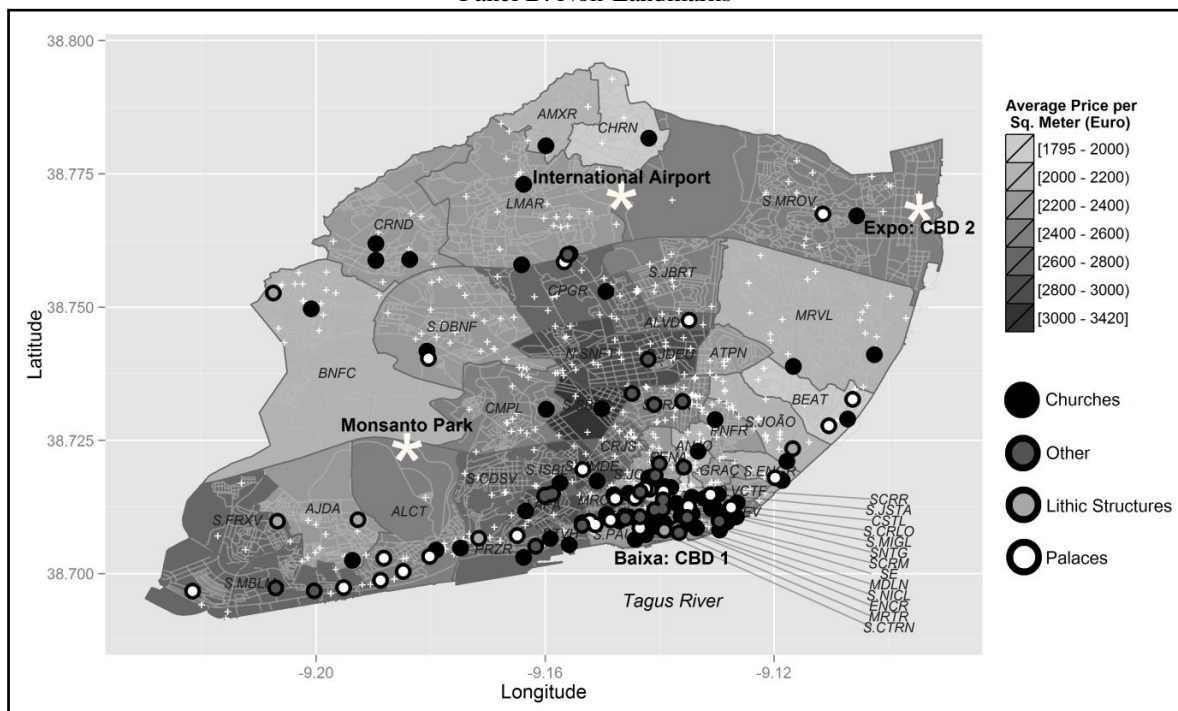 Panel B: Non-Landmarks
38.800
38.775
38.750
38.725
38.700
Latitude
-9.20
-9.16
-9.12
Longitude
AMXR
CHRN
International Airport
LMAR
CRND
S.MROV
Expo: CBD 2
CPGR
S.JBRT
MRVL
S.DBNF
ALVD
N.SNFT
S.JDEU
ATPN
BNFC
BEAT
CMPL
Monsanto Park
S.JOÃO
PNFR
CRJS
PENA
GRAÇ
S.ENGR
S.ISBL
S.CDSV
AJDA
ALCT
S.FRXV
PRZR
S.PAU
S.MBLM
Baixa: CBD 1
Tagus River
SCRR
S.JSTA
CSTL
S.CRLO
S.MIGL
SNTG
SCRM
SE
MDLN
S.NICL
ENCR
MRTR
S.CTRN
Average Price per
Sq. Meter (Euro)
[1795 - 2000)
[2000 - 2200)
[2200 - 2400)
[2400 - 2600)
[2600 - 2800)
[2800 - 3000)
[3000 - 3420]
Churches
Other
Lithic Structures
Palaces